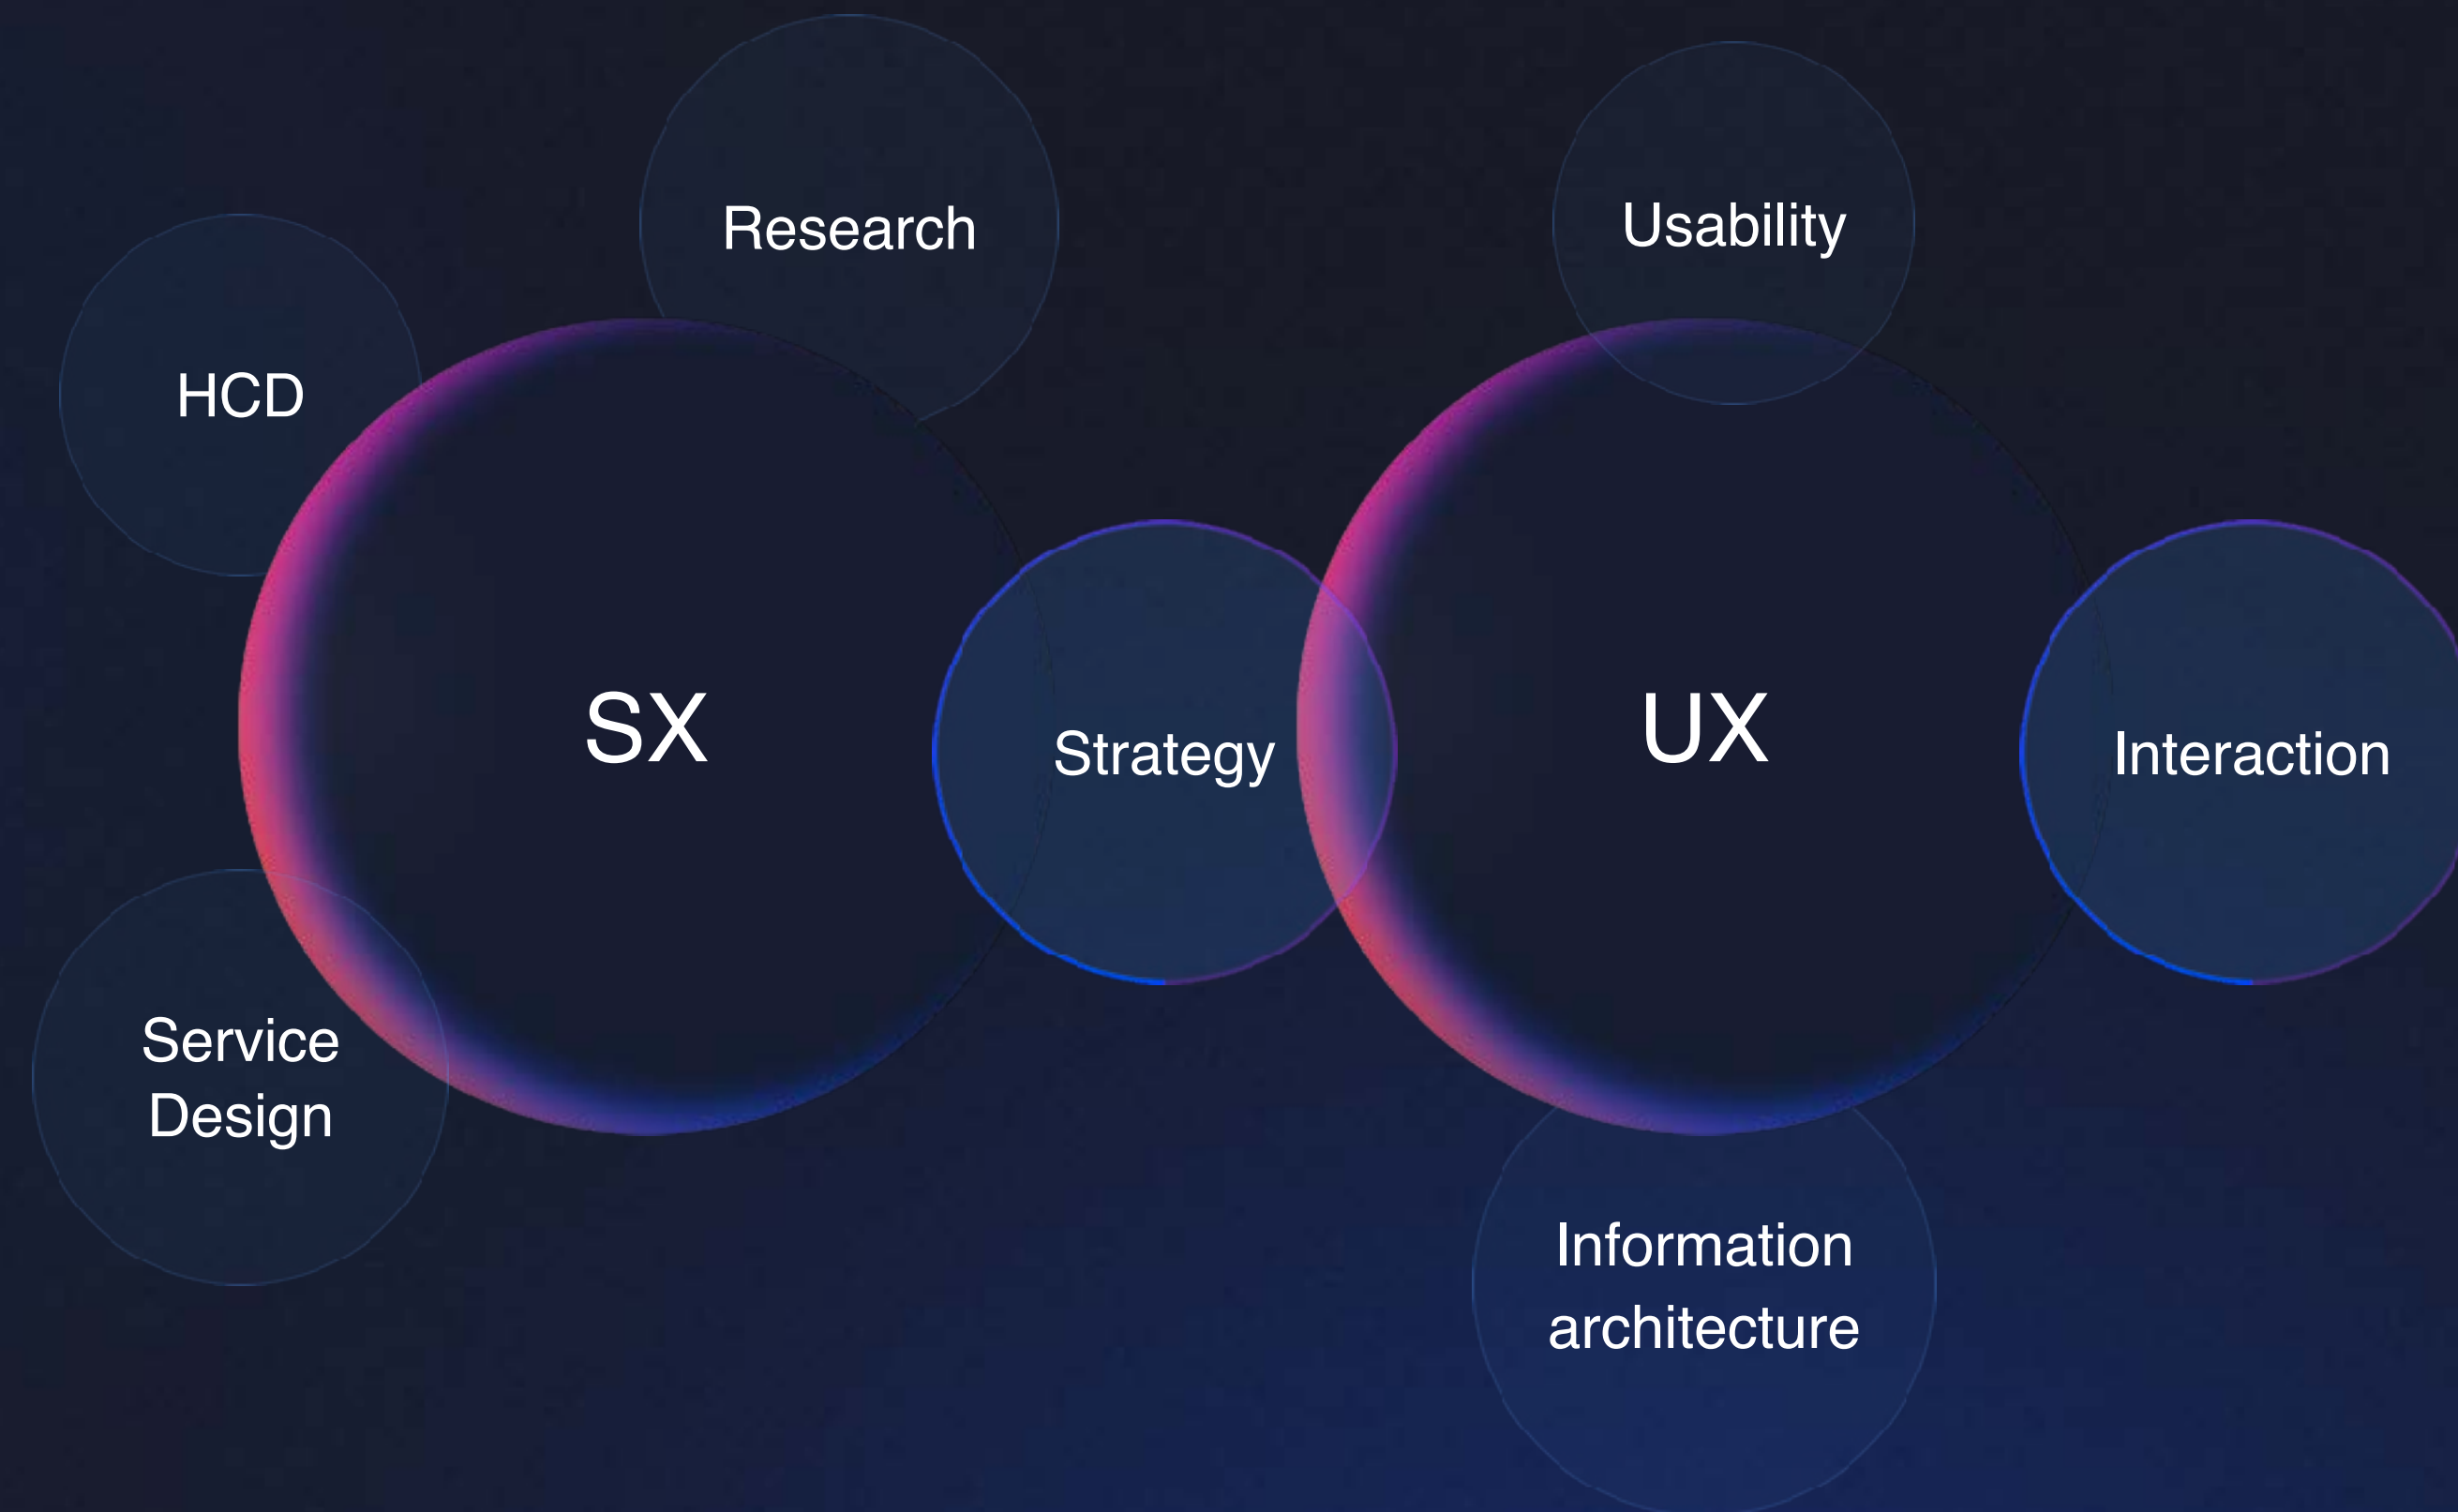 Research
Usability
HCD
SX
Strategy
UX
Interaction
Service
Design
Information
architecture